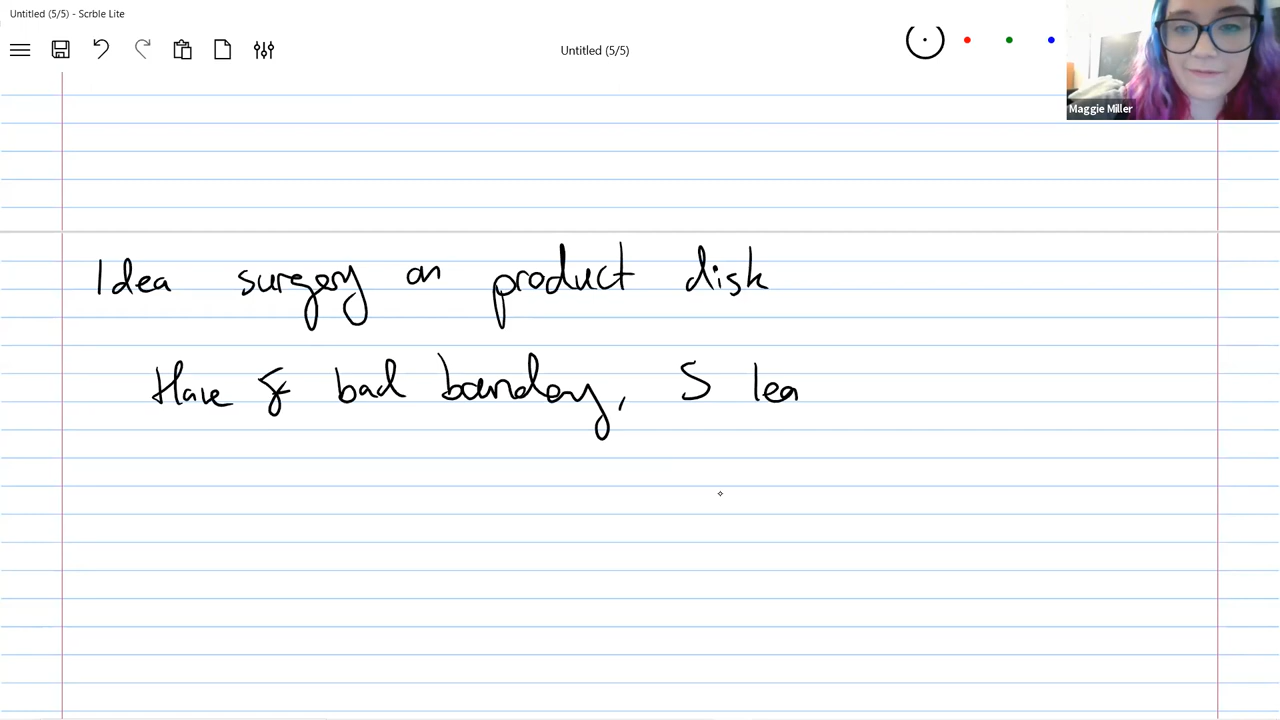 Untitled (5/5) - Scrble Lite
Untitled (5/5)
Maggie Miller
Idea surgery on product disk
Have bad boundary, S lea